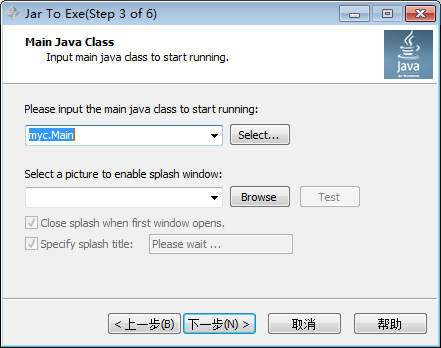 Jar To Exe(Step 3 of 6)
Main Java Class
Input main java class to start running.
Java
Please input the main java class to start running:
myc.Main
Select...
Select a picture to enable splash window:
Browse
Test
Close splash when first window opens.
Specify splash title:
Please wait ...
< 上一步(B)
下一步(N) >
取消
帮助